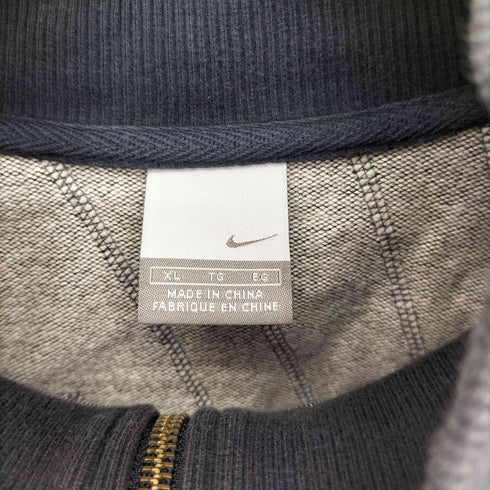 XL TG EG
MADE IN CHINA
FABRIQUE EN CHINE